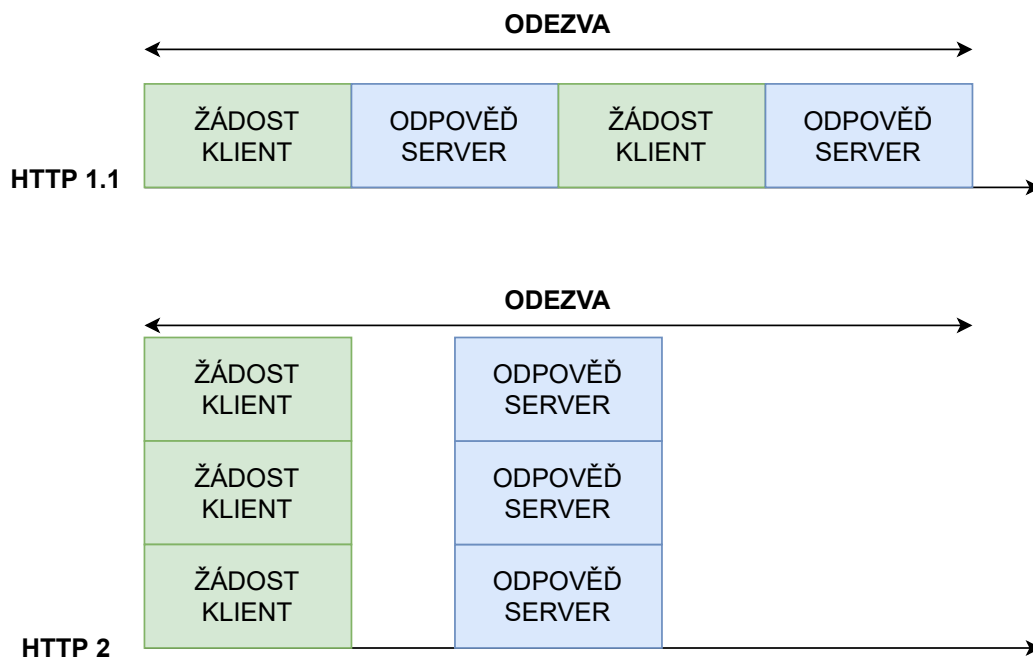 ODEZVA
ŽÁDOST ODPOVĚĎ ŽÁDOST ODPOVĚĎ
KLIENT SERVER KLIENT SERVER
HTTP 1.1
ODEZVA
ŽÁDOST ODPOVĚĎ
KLIENT SERVER
ŽÁDOST ODPOVĚĎ
KLIENT SERVER
ŽÁDOST ODPOVĚĎ
KLIENT SERVER
HTTP 2